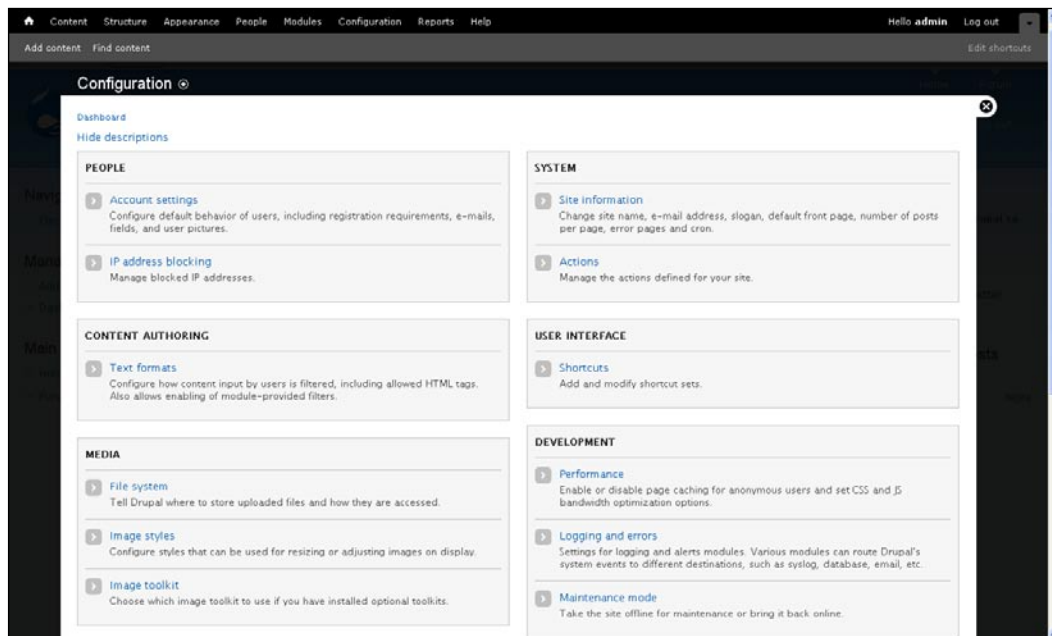 Content Structure Appearance People Modules Configuration Reports Help
Hello admin Log out
Add content Find content
Edit shortcuts
Configuration
Dashboard
Hide descriptions
PEOPLE
Account settings
Configure default behavior of users, including registration requirements, e-mails,
fields, and user pictures.
IP address blocking
Manage blocked IP addresses.
CONTENT AUTHORING
Text formats
Configure how content input by users is filtered, including allowed HTML tags.
Also allows enabling of module-provided filters.
MEDIA
File system
Tell Drupal where to store uploaded files and how they are accessed.
Image styles
Configure styles that can be used for resizing or adjusting images on display.
Image toolkit
Choose which image toolkit to use if you have installed optional toolkits.
SYSTEM
Site information
Change site name, e-mail address, slogan, default front page, number of posts
per page, error pages and cron.
Actions
Manage the actions defined for your site.
USER INTERFACE
Shortcuts
Add and modify shortcut sets.
DEVELOPMENT
Performance
Enable or disable page caching for anonymous users and set CSS and JS
bandwidth optimization options.
Logging and errors
Settings for logging and alerts modules. Various modules can route Drupal's
system events to different destinations, such as syslog, database, email, etc.
Maintenance mode
Take the site offline for maintenance or bring it back online.